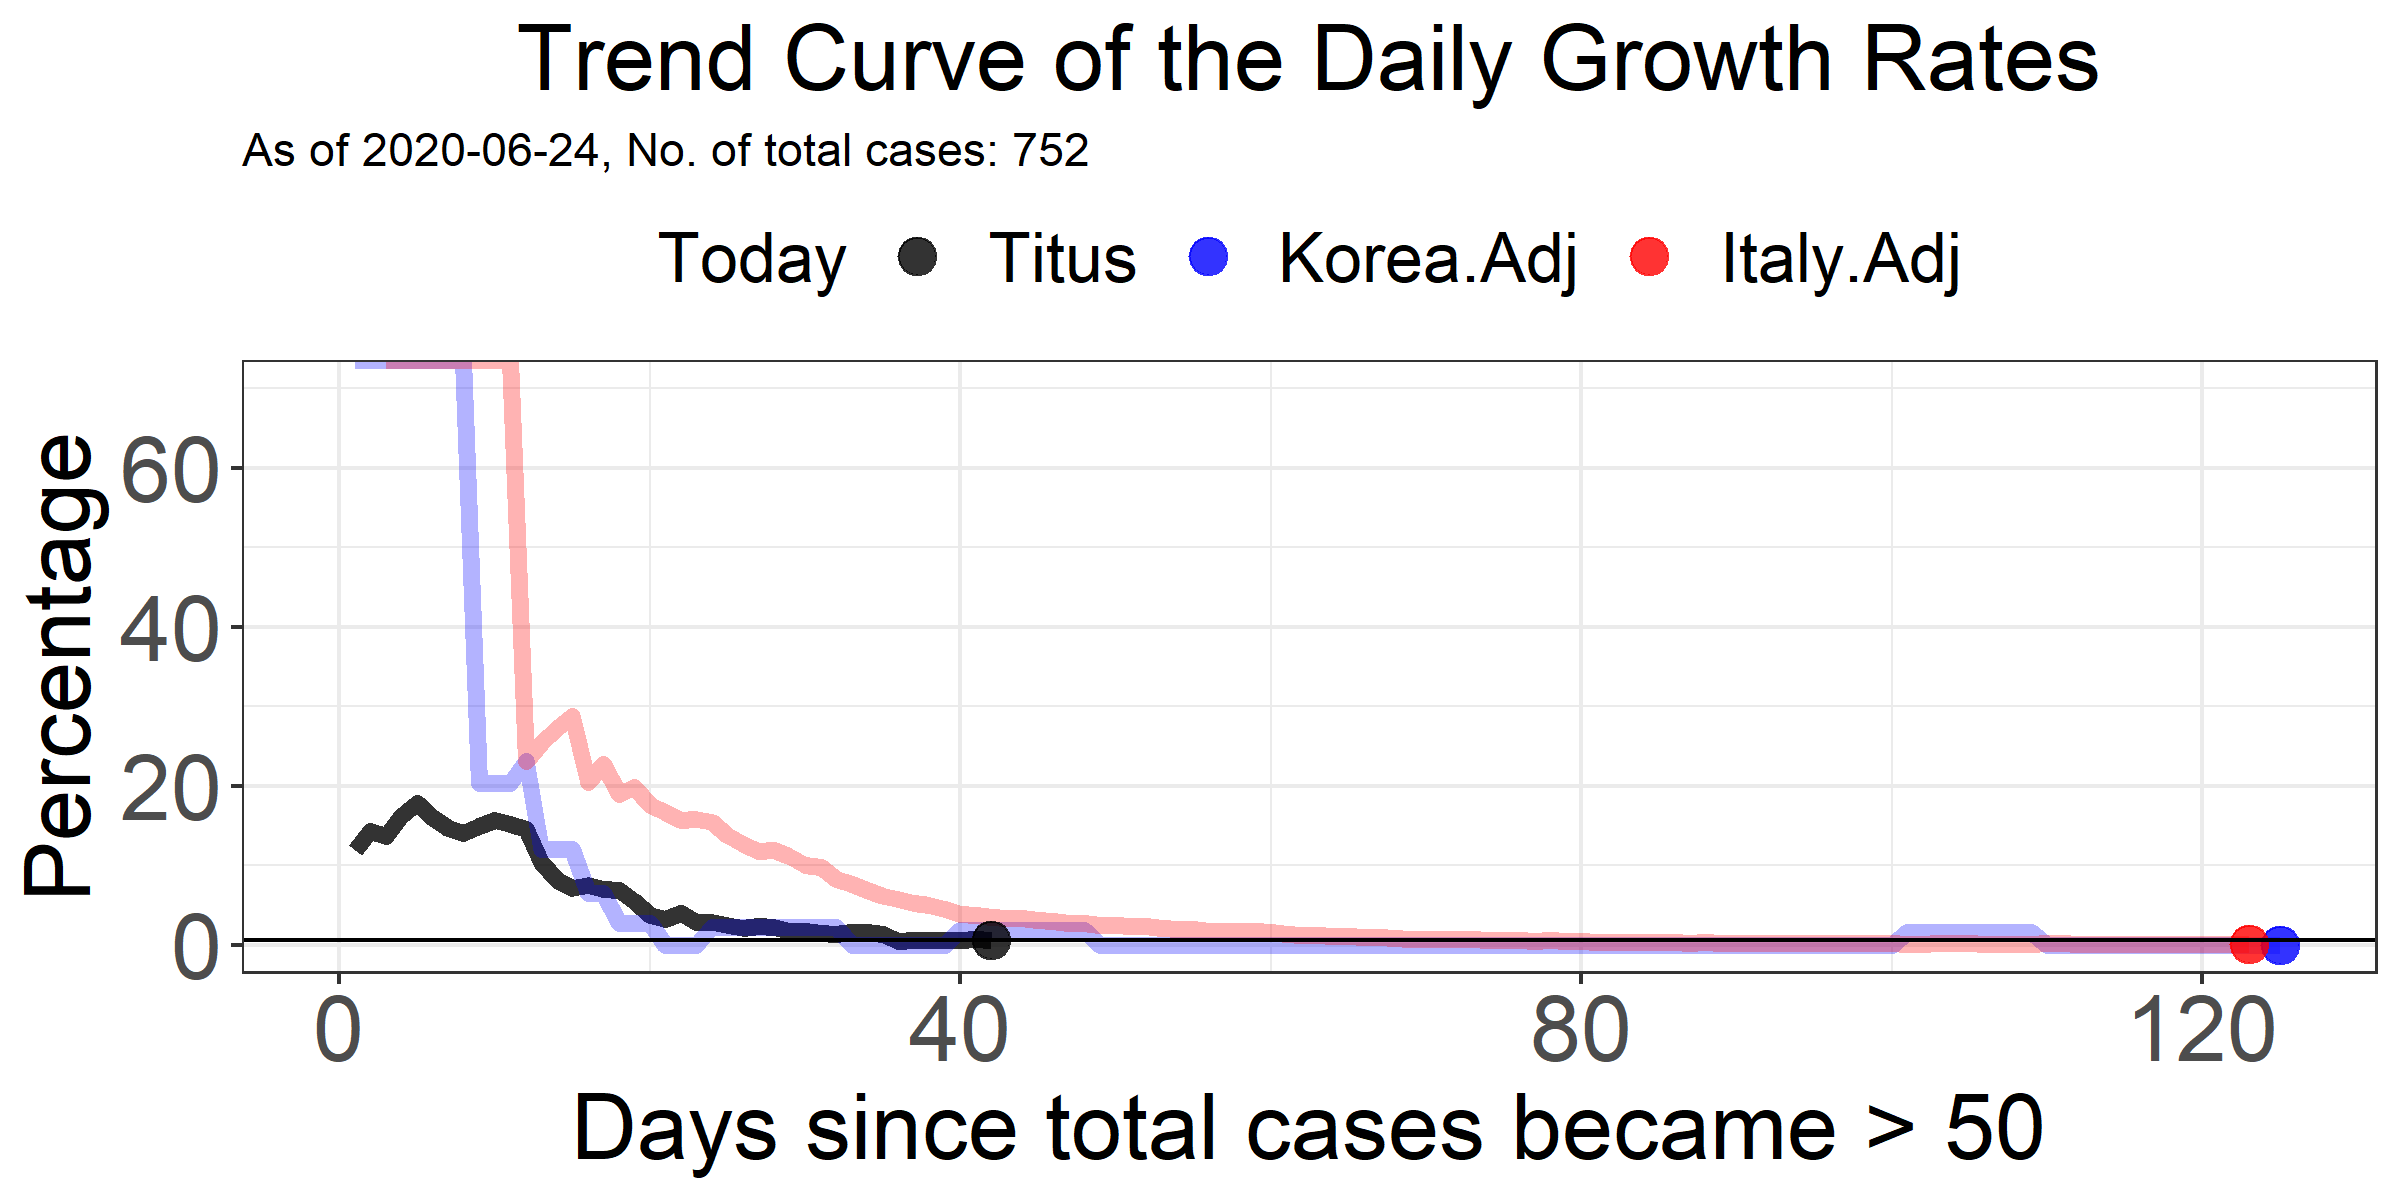 Trend Curve of the Daily Growth Rates
As of 2020-06-24, No. of total cases: 752
Today Titus Korea.Adj Italy.Adj
Percentage
60
40
20
0
0 40 80 120
Days since total cases became > 50